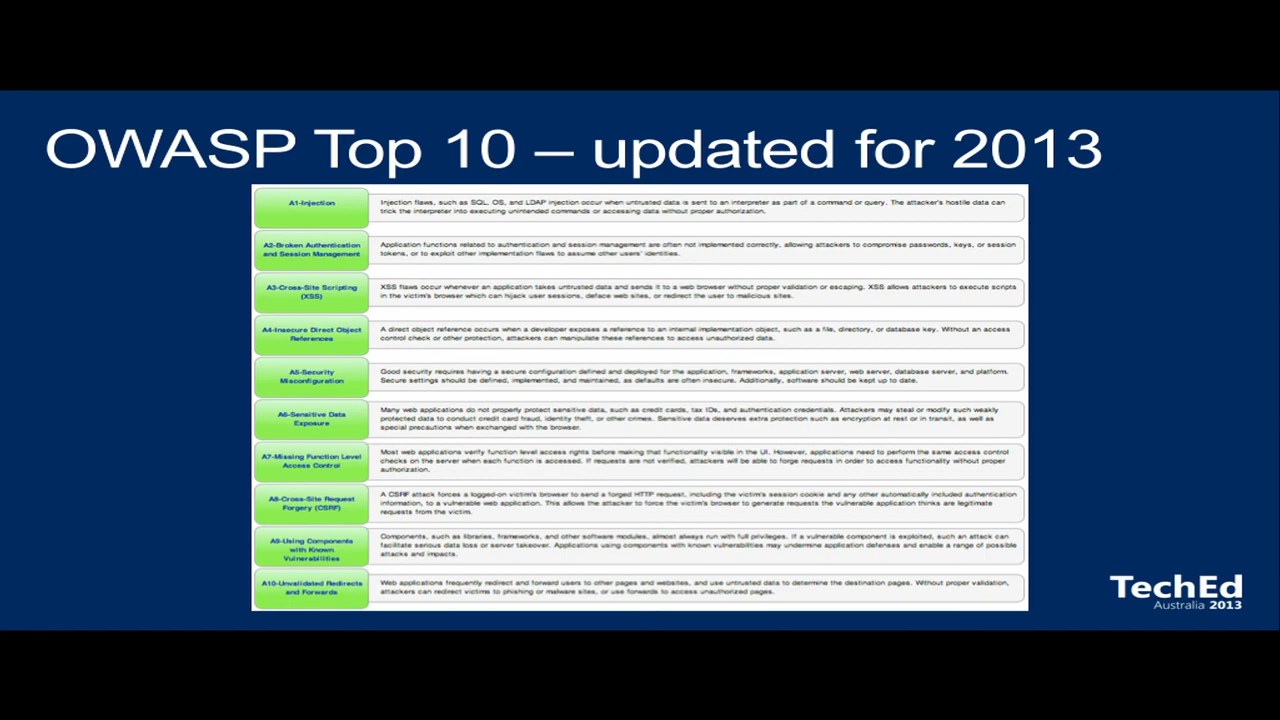 OWASP Top 10 – updated for 2013
A1-Injection
Injection flaws, such as SQL, OS, and LDAP injection occur when untrusted data is sent to an interpreter as part of a command or query. The attacker's hostile data can
trick the interpreter into executing unintended commands or accessing data without proper authorization.
A2-Broken Authentication
and Session Management
Application functions related to authentication and session management are often not implemented correctly, allowing attackers to compromise passwords, keys, or session
tokens, or to exploit other implementation flaws to assume other users' identities.
A3-Cross-Site Scripting
(XSS)
XSS flaws occur whenever an application takes untrusted data and sends it to a web browser without proper validation or escaping. XSS allows attackers to execute scripts
in the victim's browser which can hijack user sessions, deface web sites, or redirect the user to malicious sites.
A4-Insecure Direct Object
References
A direct object reference occurs when a developer exposes a reference to an internal implementation object, such as a file, directory, or database key. Without an access
control check or other protection, attackers can manipulate these references to access unauthorized data.
A5-Security
Misconfiguration
Good security requires having a secure configuration defined and deployed for the application, frameworks, application server, web server, database server, and platform.
Secure settings should be defined, implemented, and maintained, as defaults are often insecure. Additionally, software should be kept up to date.
A6-Sensitive Data
Exposure
Many web applications do not properly protect sensitive data, such as credit cards, tax IDs, and authentication credentials. Attackers may steal or modify such weakly
protected data to conduct credit card fraud, identity theft, or other crimes. Sensitive data deserves extra protection such as encryption at rest or in transit, as well as
special precautions when exchanged with the browser.
A7-Missing Function Level
Access Control
Most web applications verify function level access rights before making that functionality visible in the UI. However, applications need to perform the same access control
checks on the server when each function is accessed. If requests are not verified, attackers will be able to forge requests in order to access functionality without proper
authorization.
A8-Cross-Site Request
Forgery (CSRF)
A CSRF attack forces a logged-on victim's browser to send a forged HTTP request, including the victim's session cookie and any other automatically included authentication
information, to a vulnerable web application. This allows the attacker to force the victim's browser to generate requests the vulnerable application thinks are legitimate
requests from the victim.
A9-Using Components
with Known
Vulnerabilities
Components, such as libraries, frameworks, and other software modules, almost always run with full privileges. If a vulnerable component is exploited, such an attack can
facilitate serious data loss or server takeover. Applications using components with known vulnerabilities may undermine application defenses and enable a range of possible
attacks and impacts.
A10-Unvalidated Redirects
and Forwards
Web applications frequently redirect and forward users to other pages and websites, and use untrusted data to determine the destination pages. Without proper validation,
attackers can redirect victims to phishing or malware sites, or use forwards to access unauthorized pages.
TechEd
Australia 2013